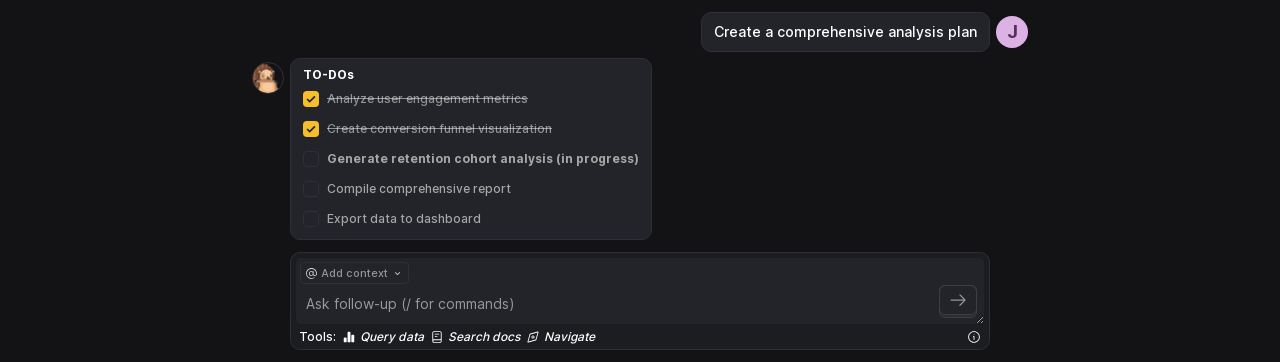 Create a comprehensive analysis plan
J
TO-DOs
Analyze user engagement metrics
Create conversion funnel visualization
Generate retention cohort analysis (in progress)
Compile comprehensive report
Export data to dashboard
@ Add context
Ask follow-up (/ for commands)
Tools: Query data Search docs Navigate